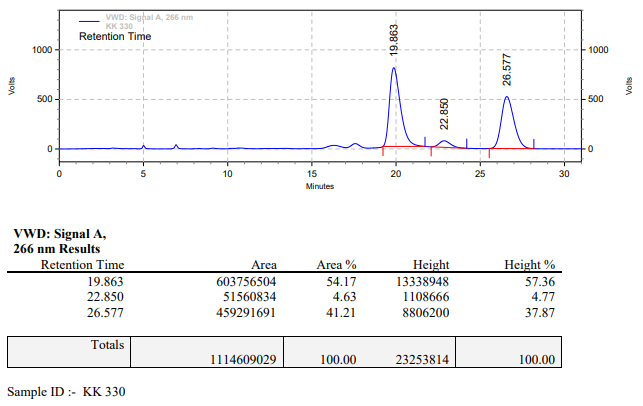 VWD: Signal A, 266 nm
KK 330
Retention Time
19.863
22.850
26.577
1000
500
0
Volts
1000
500
0
Volts
0 5 10 15 20 25 30
Minutes
VWD: Signal A,
266 nm Results
Retention Time Area Area % Height Height %
19.863 603756504 54.17 13338948 57.36
22.850 51560834 4.63 1108666 4.77
26.577 459291691 41.21 8806200 37.87
Totals
1114609029 100.00 23253814 100.00
Sample ID :- KK 330